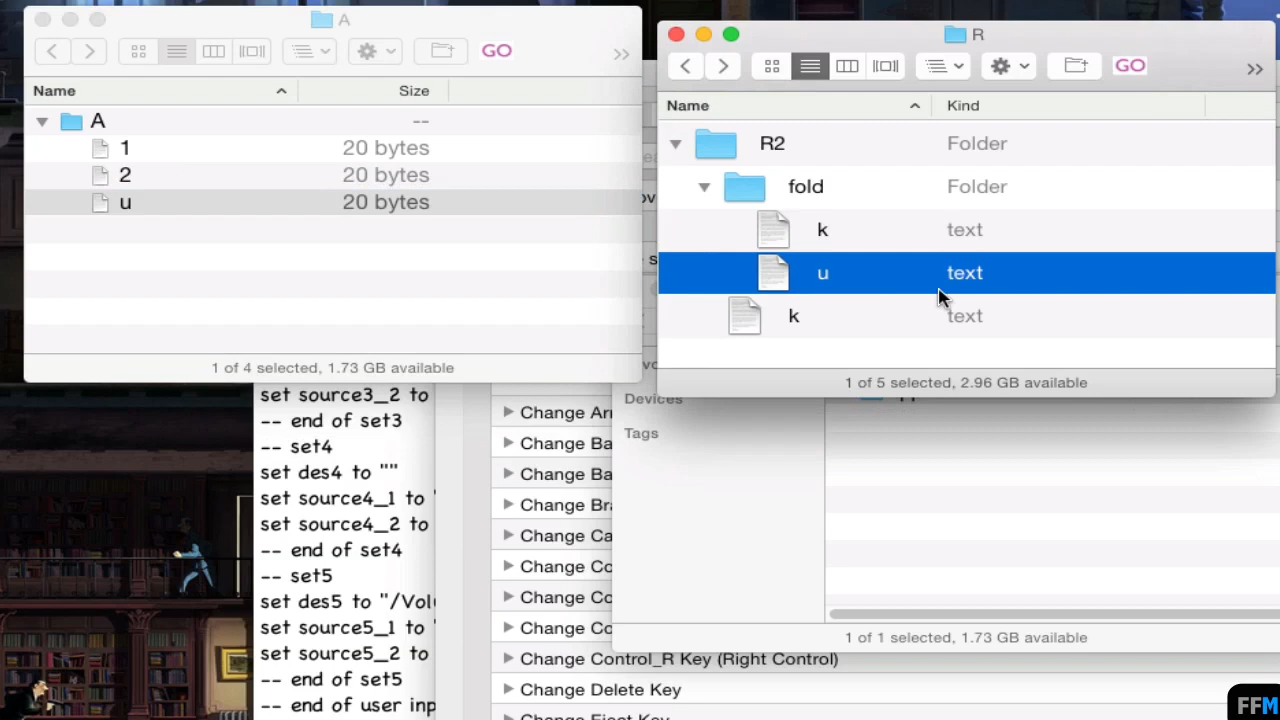 A
GO
Name
Size
A
--
1
20 bytes
2
20 bytes
u
20 bytes
1 of 4 selected, 1.73 GB available
R
GO
Name
Kind
R2
Folder
fold
Folder
k
text
u
text
k
text
1 of 5 selected, 2.96 GB available
set source3_2 to
-- end of set3
-- set4
set des4 to ""
set source4_1 to "
set source4_2 to
-- end of set4
-- set5
set des5 to "/Vol
set source5_1 to "
set source5_2 to
-- end of set5
-- end of user inp
Change
Change Ba
Change Ba
Change
Change Ca
Change Co
Change Co
Change Co
Change Control_R Key (Right Control)
Change Delete Key
Change Eject Key
Devices
Tags
1 of 1 selected, 1.73 GB available
FFM